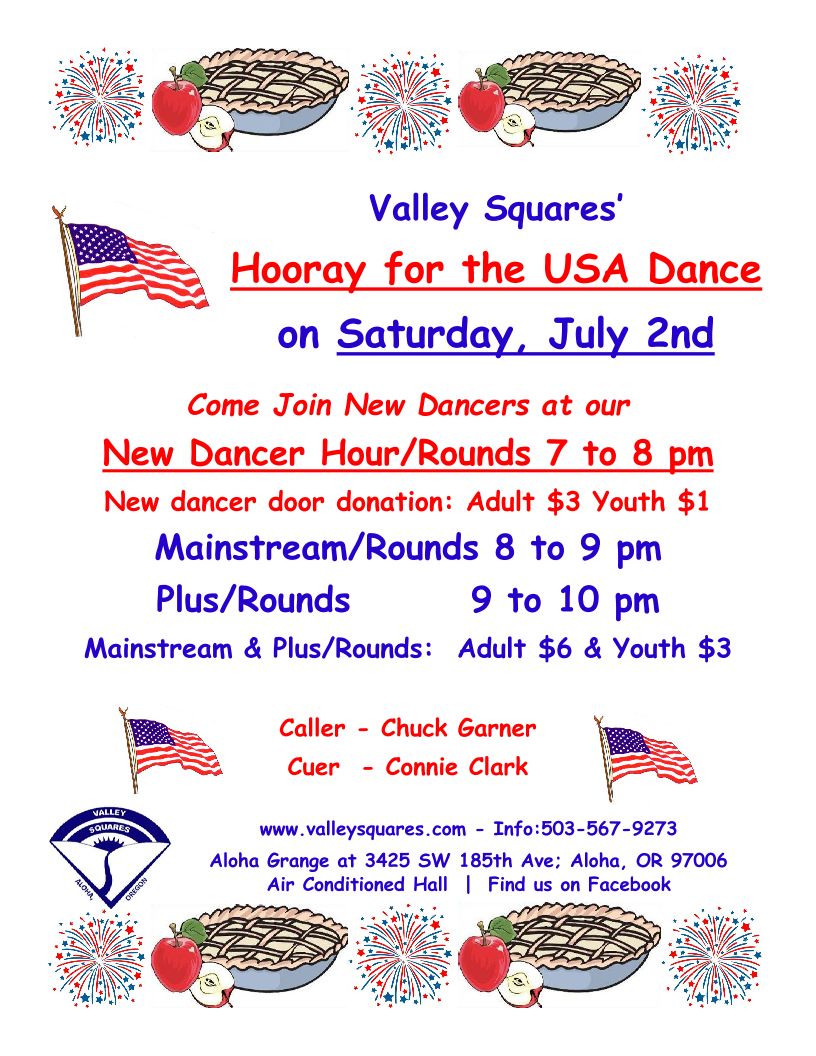 Valley Squares’
Hooray for the USA Dance
on Saturday, July 2nd
Come Join New Dancers at our
New Dancer Hour/Rounds 7 to 8 pm
New dancer door donation: Adult $3 Youth $1
Mainstream/Rounds 8 to 9 pm
Plus/Rounds 9 to 10 pm
Mainstream & Plus/Rounds: Adult $6 & Youth $3
Caller - Chuck Garner
Cuer - Connie Clark
VALLEY
SQUARES
ALOHA,
OREGON
www.valleysquares.com - Info:503-567-9273
Aloha Grange at 3425 SW 185th Ave; Aloha, OR 97006
Air Conditioned Hall | Find us on Facebook